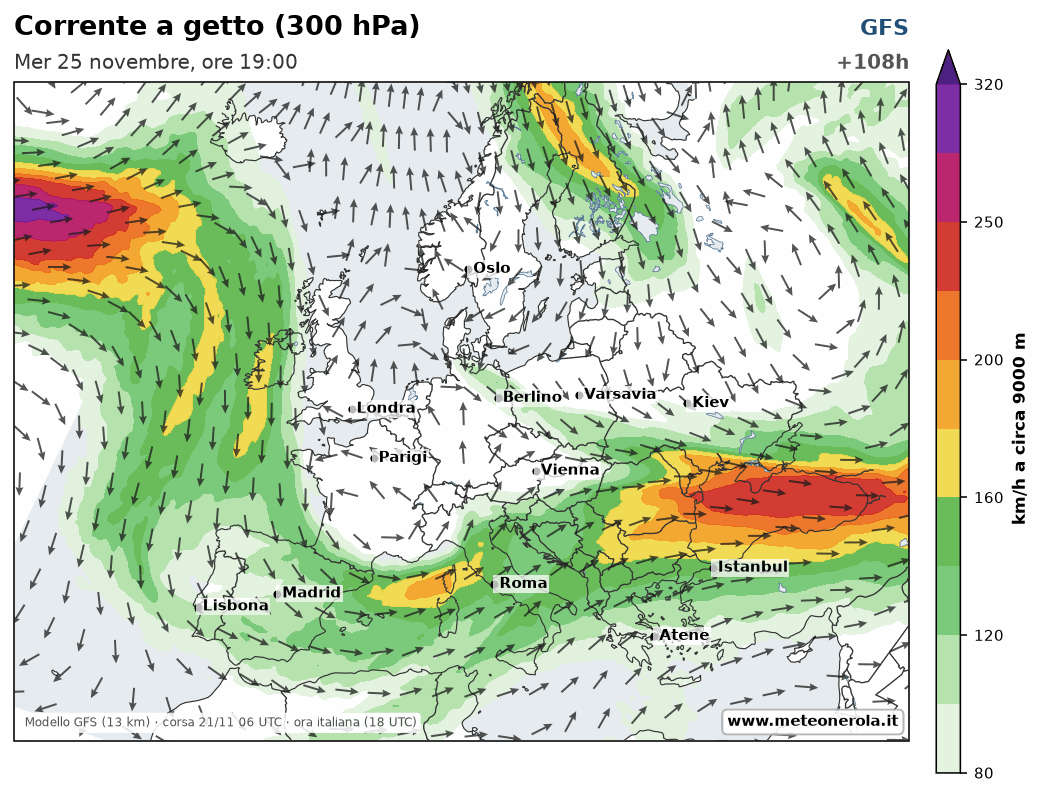 Corrente a getto (300 hPa)
GFS
Mer 25 novembre, ore 19:00
+108h
320
250
200
160
120
80
km/h a circa 9000 m
Oslo
Berlino
Varsavia
Kiev
Londra
Parigi
Vienna
Istanbul
Roma
Madrid
Lisbona
Atene
Modello GFS (13 km) · corsa 21/11 06 UTC · ora italiana (18 UTC)
www.meteonerola.it